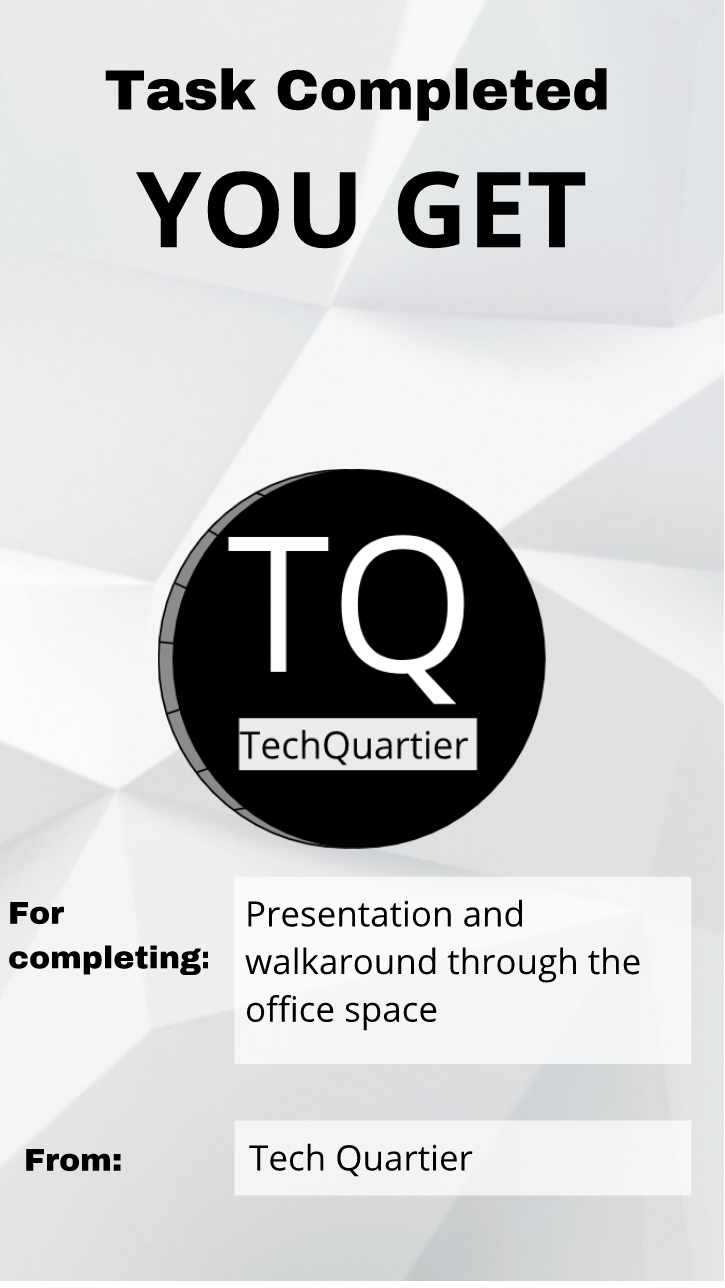 Task Completed
YOU GET
TQ
TechQuartier
For
completing:
Presentation and
walkaround through the
office space
From:
Tech Quartier